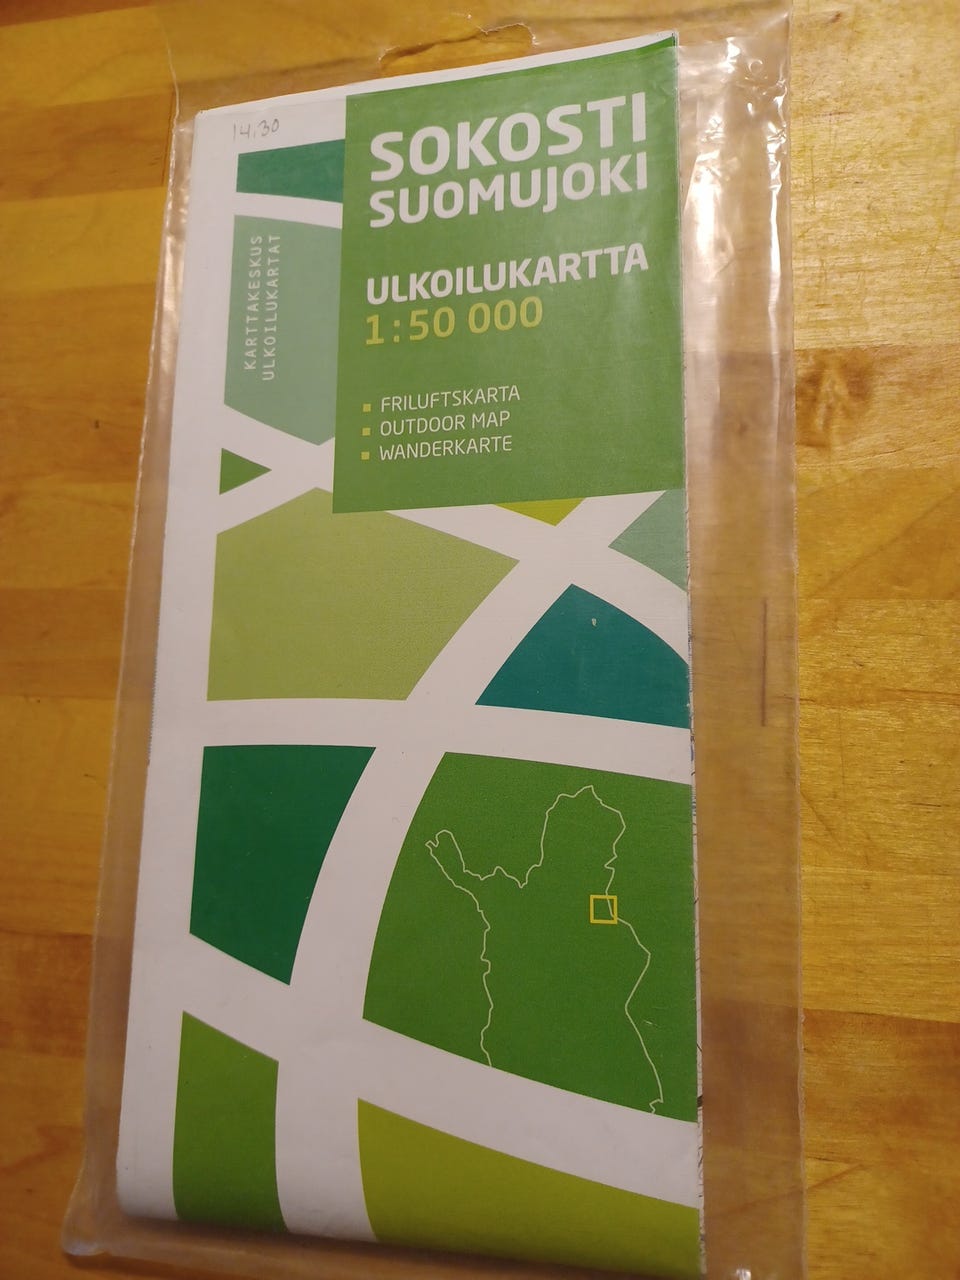 14,30
SOKOSTI
SUOMUJOKI
ULKOILUKARTTA
1:50 000
FRILUFTSKARTA
OUTDOOR MAP
WANDERKARTE
KARTTAKESKUS
ULKOILUKARTAT